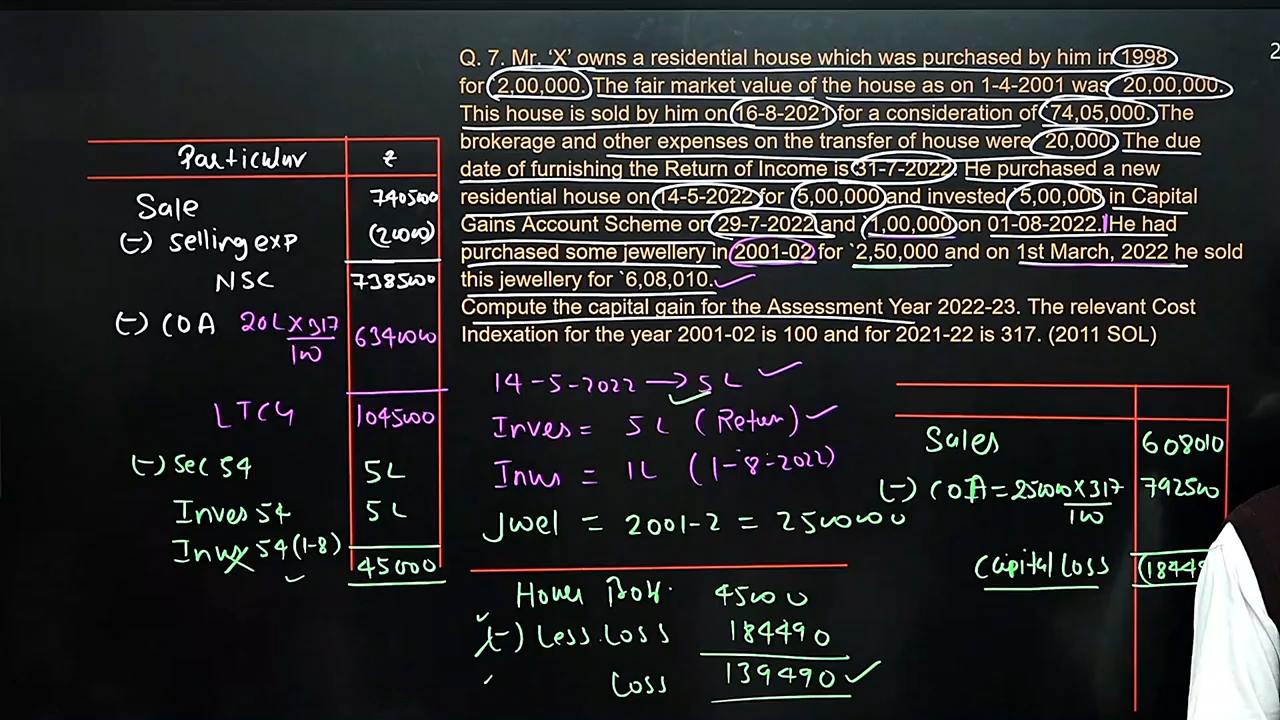 2
Q. 7. Mr. 'X' owns a residential house which was purchased by him in 1998
for `2,00,000. The fair market value of the house as on 1-4-2001 was `20,00,000.
This house is sold by him on 16-8-2021 for a consideration of `74,05,000. The
brokerage and other expenses on the transfer of house were `20,000. The due
date of furnishing the Return of Income is 31-7-2022. He purchased a new
residential house on 14-5-2022 for `5,00,000 and invested `5,00,000 in Capital
Gains Account Scheme on 29-7-2022 and `1,00,000 on 01-08-2022. He had
purchased some jewellery in 2001-02 for `2,50,000 and on 1st March, 2022 he sold
this jewellery for `6,08,010.
Compute the capital gain for the Assessment Year 2022-23. The relevant Cost
Indexation for the year 2001-02 is 100 and for 2021-22 is 317. (2011 SOL)
Particular ₹
Sale 7405000
(-) selling exp (20000)
NSC 7385000
(-) COA 20L×317 6340000
100
LTCG 1045000
(-) Sec 54 5L
Inves 54 5L
54 (1-8)
45000
14-5-2022 → 5L
Inves = 5L (Return)
Inves = 1L (1-8-2022)
Jwel = 2001-2 = 2500000
45000
(-) Less. Loss 184490
Loss 139490
Sales 608010
(-) COA = 250000×317 792500
100
Capital Loss (18449